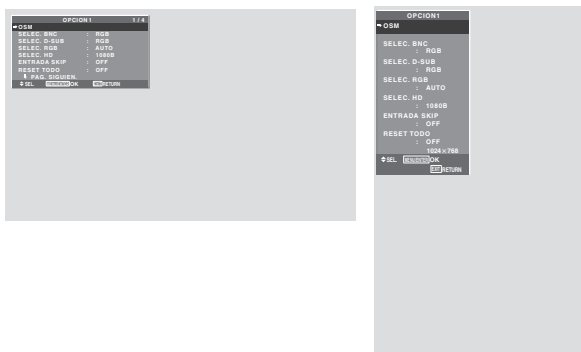 OPCION1 1 / 4
OSM
SELEC. BNC : RGB
SELEC. D-SUB : RGB
SELEC. RGB : AUTO
SELEC. HD : 1080B
ENTRADA SKIP : OFF
RESET TODO : OFF
PAG. SIGUIEN.
SEL. OK RETURN
OPCION1
OSM
SELEC. BNC
: RGB
SELEC. D-SUB
: RGB
SELEC. RGB
: AUTO
SELEC. HD
: 1080B
ENTRADA SKIP
: OFF
RESET TODO
: OFF
1024×768
SEL. MENU/ENTER OK
EXIT RETURN